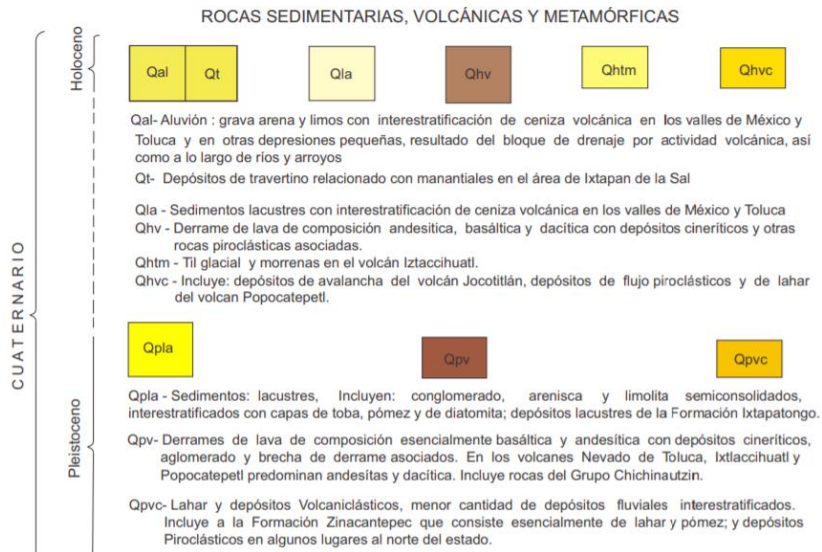 ROCAS SEDIMENTARIAS, VOLCÁNICAS Y METAMÓRFICAS
CUATERNARIO
Holoceno
Qal Qt Qla Qhv Qhtm Qhvc
Qal- Aluvión : grava arena y limos con interestratificación de ceniza volcánica en los valles de México y
Toluca y en otras depresiones pequeñas, resultado del bloque de drenaje por actividad volcánica, así
como a lo largo de ríos y arroyos
Qt- Depósitos de travertino relacionado con manantiales en el área de Ixtapan de la Sal
Qla - Sedimentos lacustres con interestratificación de ceniza volcánica en los valles de México y Toluca
Qhv - Derrame de lava de composición andesitica, basáltica y dacítica con depósitos cineríticos y otras
rocas piroclásticas asociadas.
Qhtm - Til glacial y morrenas en el volcán Iztaccihuatl.
Qhvc - Incluye: depósitos de avalancha del volcán Jocotitlán, depósitos de flujo piroclásticos y de lahar
del volcan Popocatepetl.
Pleistoceno
Qpla Qpv Qpvc
Qpla - Sedimentos: lacustres, Incluyen: conglomerado, arenisca y limolita semiconsolidados,
interestratificados con capas de toba, pómez y de diatomita; depósitos lacustres de la Formación Ixtapatongo.
Qpv- Derrames de lava de composición esencialmente basáltica y andesítica con depósitos cineríticos,
aglomerado y brecha de derrame asociados. En los volcanes Nevado de Toluca, Ixtlaccihuatl y
Popocatepetl predominan andesítas y dacítica. Incluye rocas del Grupo Chichinautzin.
Qpvc- Lahar y depósitos Volcaniclásticos, menor cantidad de depósitos fluviales interestratificados.
Incluye a la Formación Zinacantepec que consiste esencialmente de lahar y pómez; y depósitos
Piroclásticos en algunos lugares al norte del estado.